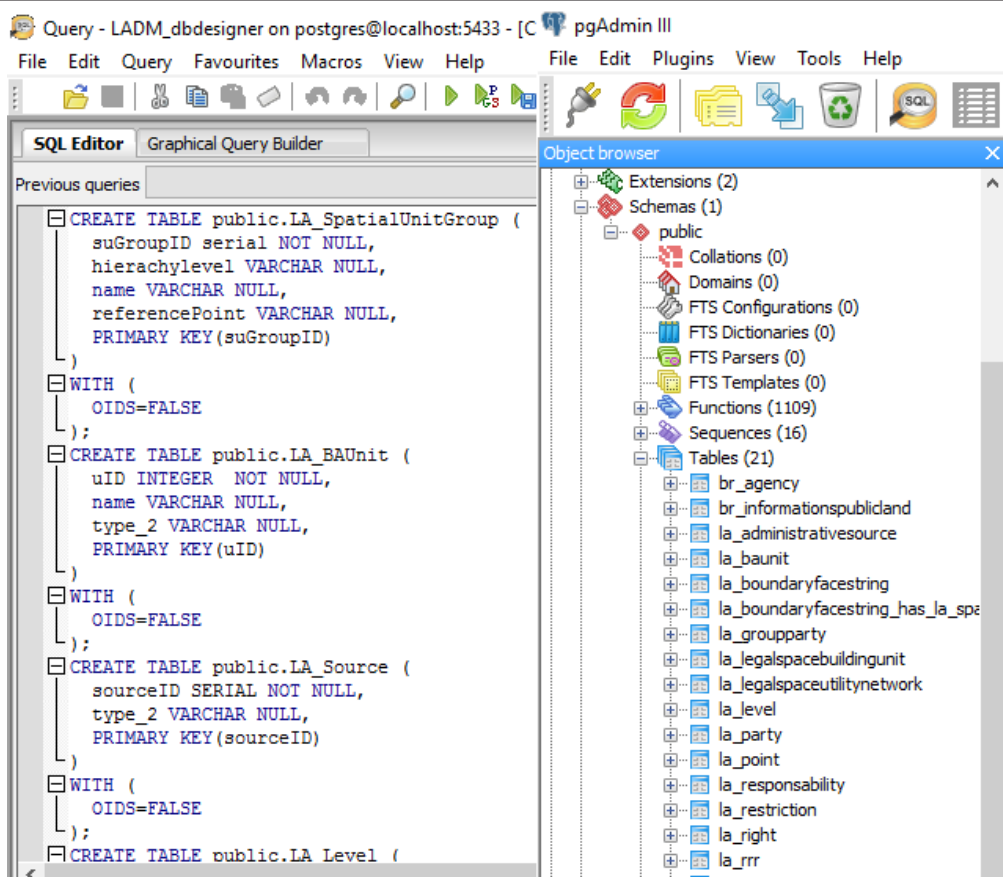 Query - LADM_dbdesigner on postgres@localhost:5433 - [C
File Edit Query Favourites Macros View Help
SQL Editor Graphical Query Builder
Previous queries
CREATE TABLE public.LA_SpatialUnitGroup (
suGroupID serial NOT NULL,
hierachylevel VARCHAR NULL,
name VARCHAR NULL,
referencePoint VARCHAR NULL,
PRIMARY KEY(suGroupID)
)
WITH (
OIDS=FALSE
);
CREATE TABLE public.LA_BAUnit (
uID INTEGER  NOT NULL,
name VARCHAR NULL,
type_2 VARCHAR NULL,
PRIMARY KEY(uID)
)
WITH (
OIDS=FALSE
);
CREATE TABLE public.LA_Source (
sourceID SERIAL NOT NULL,
type_2 VARCHAR NULL,
PRIMARY KEY(sourceID)
)
WITH (
OIDS=FALSE
);
CREATE TABLE public.LA_Level (
pgAdmin III
File Edit Plugins View Tools Help
SQL
Object browser
Extensions (2)
Schemas (1)
public
Collations (0)
Domains (0)
FTS Configurations (0)
FTS Dictionaries (0)
FTS Parsers (0)
FTS Templates (0)
Functions (1109)
Sequences (16)
Tables (21)
br_agency
br_informationspublicland
la_administrativesource
la_baunit
la_boundaryfacestring
la_boundaryfacestring_has_la_spa
la_groupparty
la_legalspacebuildingunit
la_legalspaceutilitynetwork
la_level
la_party
la_point
la_responsability
la_restriction
la_right
la_rrr